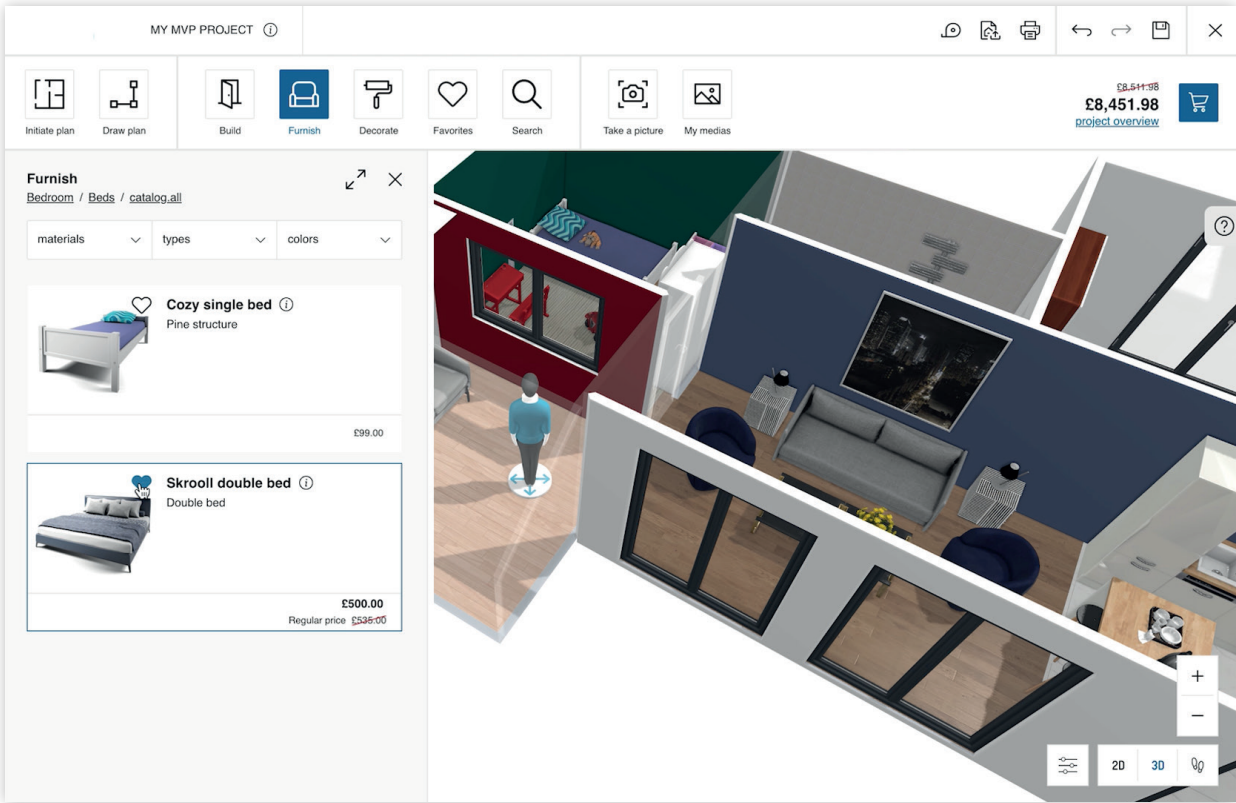 MY MVP PROJECT
Initiate plan
Draw plan
Build
Furnish
Decorate
Favorites
Search
Take a picture
My medias
£8,511.98
£8,451.98
project overview
Furnish
Bedroom / Beds / catalog.all
materials
types
colors
Cozy single bed
Pine structure
£99.00
Skrooll double bed
Double bed
£500.00
Regular price £535.00
?
+
−
2D
3D